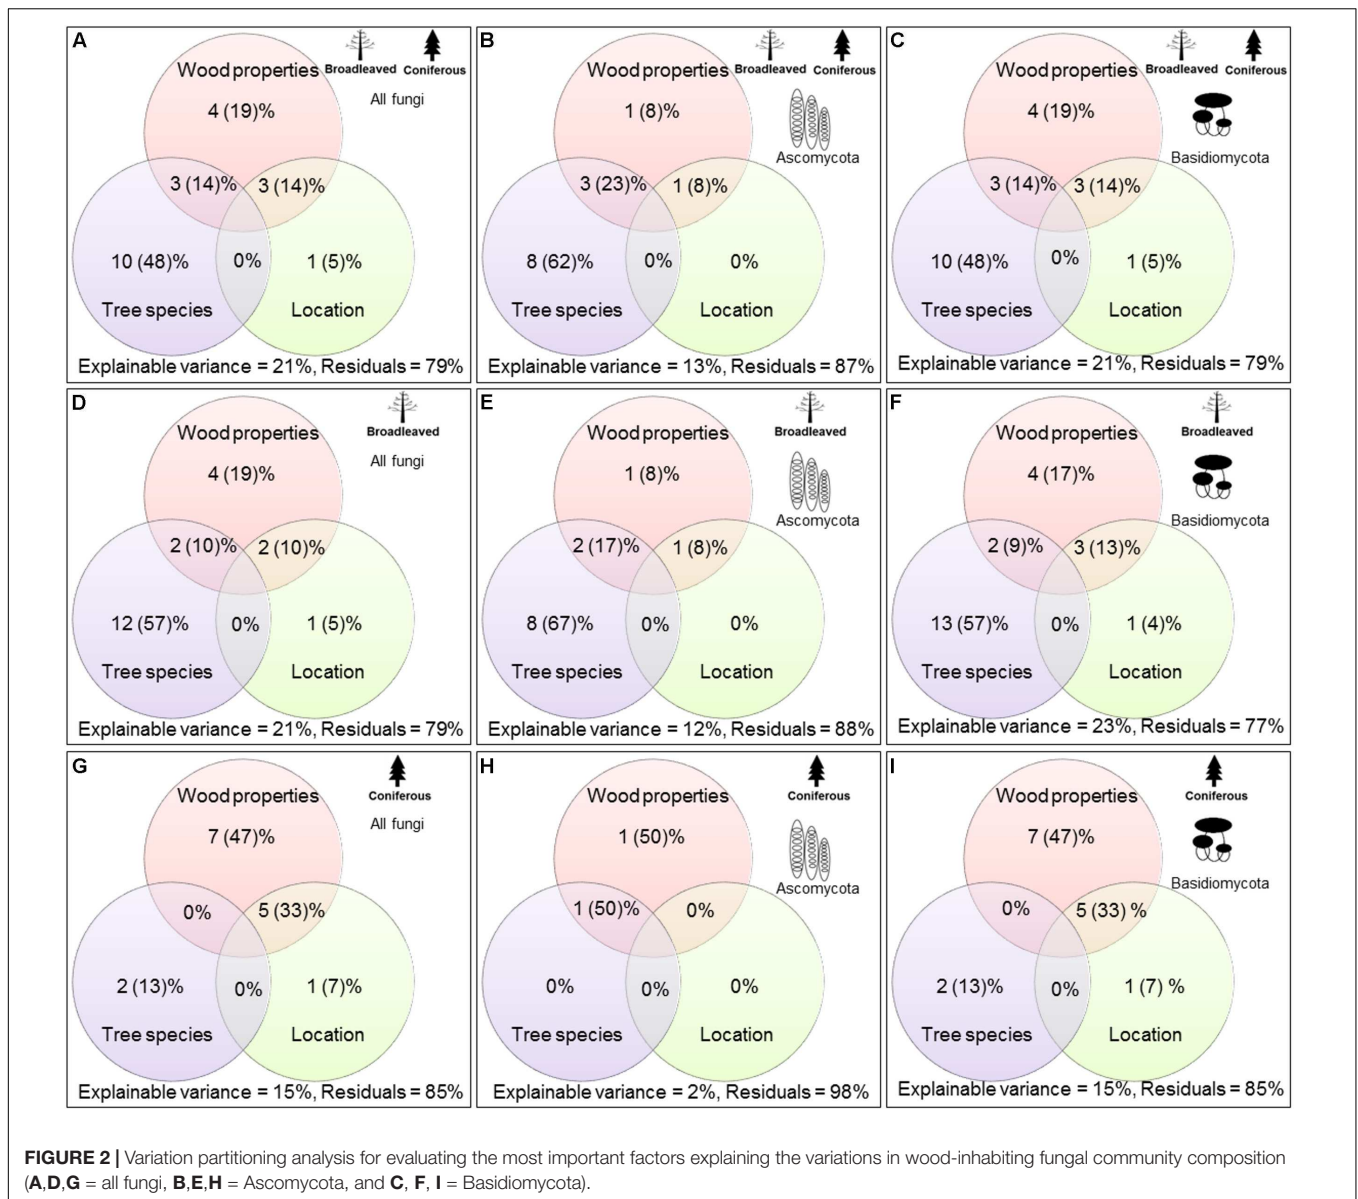 A
Broadleaved Coniferous
Wood properties
All fungi
4 (19)%
3 (14)% 3 (14)%
10 (48)% 0% 1 (5)%
Tree species Location
Explainable variance = 21%, Residuals = 79%
B
Broadleaved Coniferous
Wood properties
1 (8)%
Ascomycota
3 (23)% 1 (8)%
8 (62)% 0% 0%
Tree species Location
Explainable variance = 13%, Residuals = 87%
C
Broadleaved Coniferous
Wood properties
4 (19)%
Basidiomycota
3 (14)% 3 (14)%
10 (48)% 0% 1 (5)%
Tree species Location
Explainable variance = 21%, Residuals = 79%
D
Broadleaved
Wood properties
All fungi
4 (19)%
2 (10)% 2 (10)%
12 (57)% 0% 1 (5)%
Tree species Location
Explainable variance = 21%, Residuals = 79%
E
Broadleaved
Wood properties
1 (8)%
Ascomycota
2 (17)% 1 (8)%
8 (67)% 0% 0%
Tree species Location
Explainable variance = 12%, Residuals = 88%
F
Broadleaved
Wood properties
4 (17)%
Basidiomycota
2 (9)% 3 (13)%
13 (57)% 0% 1 (4)%
Tree species Location
Explainable variance = 23%, Residuals = 77%
G
Coniferous
Wood properties
All fungi
7 (47)%
0% 5 (33)%
2 (13)% 0% 1 (7)%
Tree species Location
Explainable variance = 15%, Residuals = 85%
H
Coniferous
Wood properties
1 (50)%
Ascomycota
1 (50)% 0%
0% 0% 0%
Tree species Location
Explainable variance = 2%, Residuals = 98%
I
Coniferous
Wood properties
7 (47)%
Basidiomycota
0% 5 (33) %
2 (13)% 0% 1 (7) %
Tree species Location
Explainable variance = 15%, Residuals = 85%
FIGURE 2 | Variation partitioning analysis for evaluating the most important factors explaining the variations in wood-inhabiting fungal community composition
(A,D,G = all fungi, B,E,H = Ascomycota, and C, F, I = Basidiomycota).